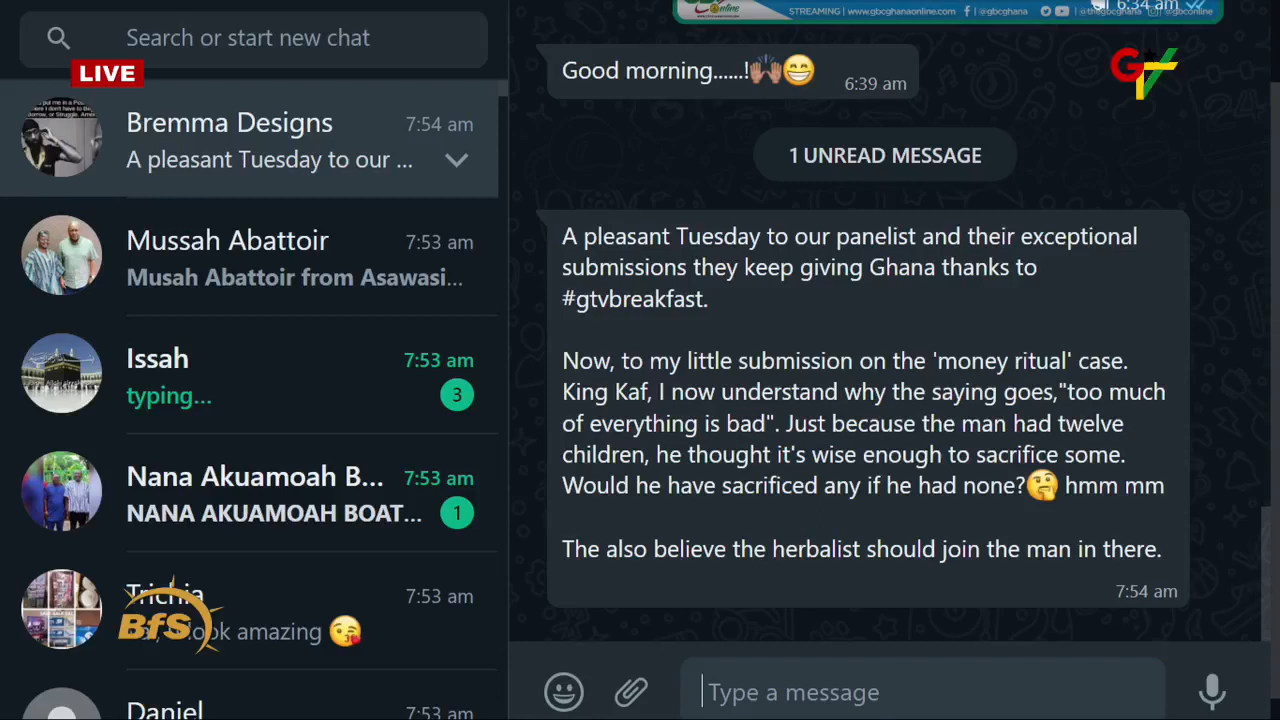 STREAMING | www.gbcghanaonline.com
@gbcghana
6:34 am
Search or start new chat
LIVE
Good morning......!🙌🏽😁
6:39 am
GTV
Bremma Designs
7:54 am
A pleasant Tuesday to our ...
1 UNREAD MESSAGE
Mussah Abattoir
7:53 am
Musah Abattoir from Asawasi...
Issah
7:53 am
typing...
3
Nana Akuamoah B...
7:53 am
NANA AKUAMOAH BOAT...
1
Trichia
7:53 am
BfS
look amazing 😘
Daniel
7:53 am
A pleasant Tuesday to our panelist and their exceptional
submissions they keep giving Ghana thanks to
#gtvbreakfast.
Now, to my little submission on the 'money ritual' case.
King Kaf, I now understand why the saying goes,"too much
of everything is bad". Just because the man had twelve
children, he thought it's wise enough to sacrifice some.
Would he have sacrificed any if he had none?🤔 hmm mm
The also believe the herbalist should join the man in there.
7:54 am
Type a message